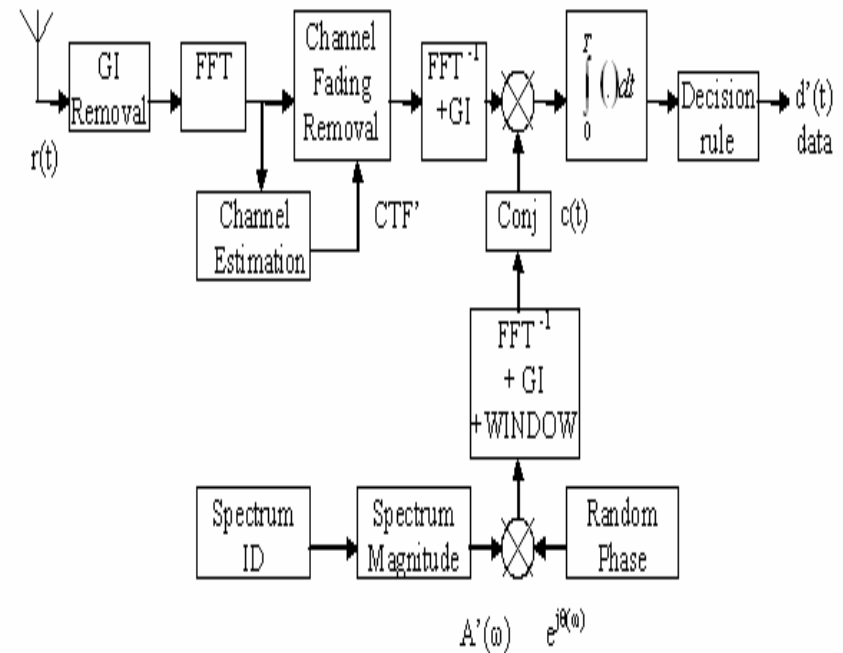 r(t)
GI
Removal
FFT
Channel
Fading
Removal
FFT⁻¹
+GI
T
∫ (.)dt
0
Decision
rule
d'(t)
data
Channel
Estimation
CTF'
Conj
c(t)
FFT⁻¹
+ GI
+WINDOW
Spectrum
ID
Spectrum
Magnitude
Random
Phase
A'(ω)
e^jθ(ω)